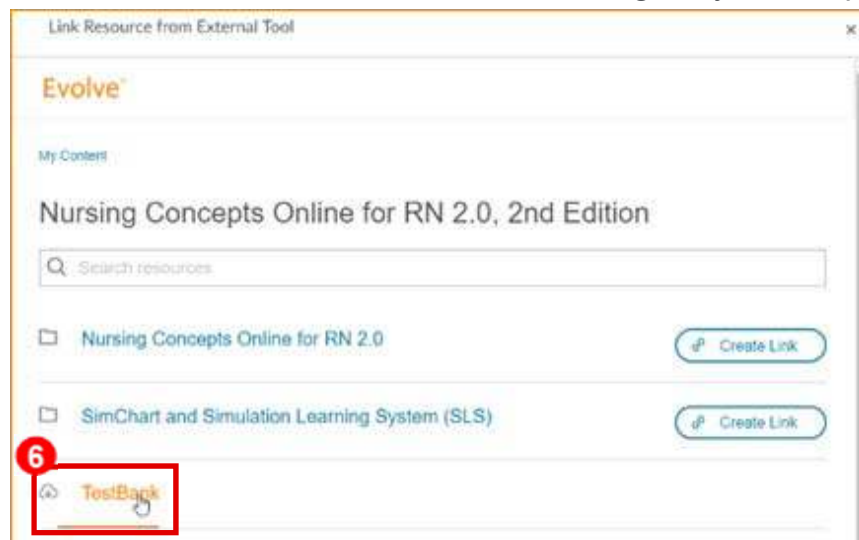 Link Resource from External Tool
×
Evolve
My Content
Nursing Concepts Online for RN 2.0, 2nd Edition
Search resources
Nursing Concepts Online for RN 2.0
Create Link
SimChart and Simulation Learning System (SLS)
Create Link
6
TestBank